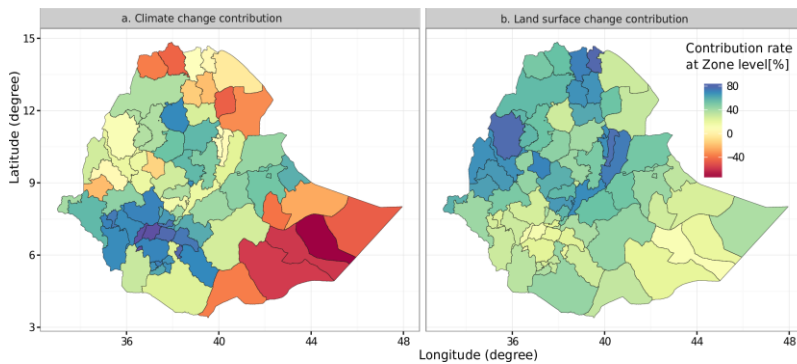 a. Climate change contribution
b. Land surface change contribution
Contribution rate
at Zone level[%]
80
40
0
−40
Latitude (degree)
15
12
9
6
3
36
40
44
48
36
40
44
48
Longitude (degree)